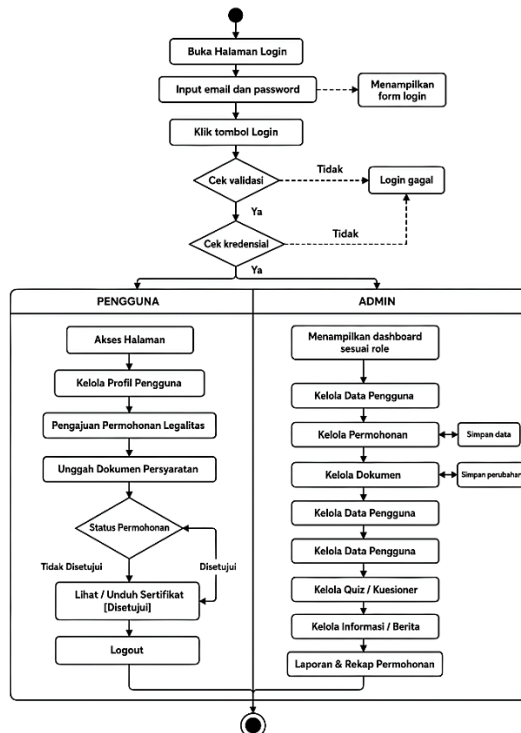 Buka Halaman Login
Input email dan password
Menampilkan
form login
Klik tombol Login
Cek validasi
Tidak
Login gagal
Ya
Cek kredensial
Tidak
Ya
PENGGUNA
ADMIN
Akses Halaman
Kelola Profil Pengguna
Pengajuan Permohonan Legalitas
Unggah Dokumen Persyaratan
Status Permohonan
Tidak Disetujui
Disetujui
Lihat / Unduh Sertifikat
[Disetujui]
Logout
Menampilkan dashboard
sesuai role
Kelola Data Pengguna
Kelola Permohonan
Simpan data
Kelola Dokumen
Simpan perubahan
Kelola Data Pengguna
Kelola Data Pengguna
Kelola Quiz / Kuesioner
Kelola Informasi / Berita
Laporan & Rekap Permohonan